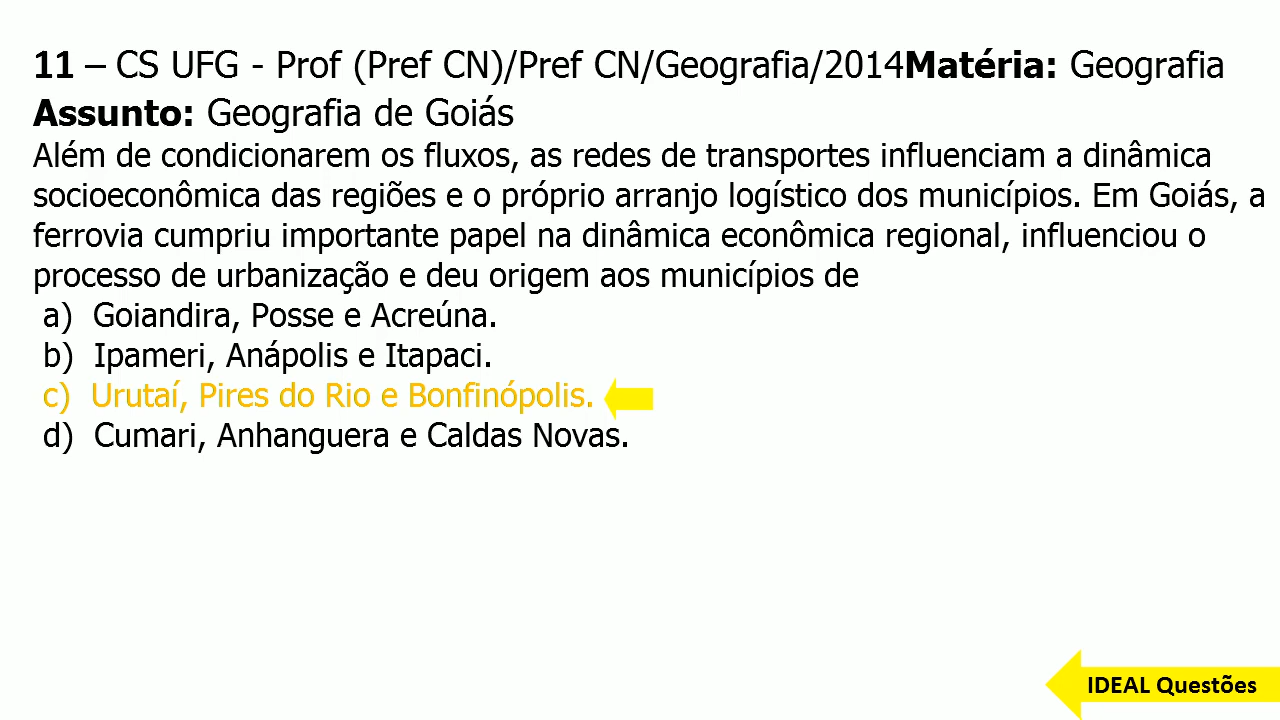 11 – CS UFG - Prof (Pref CN)/Pref CN/Geografia/2014Matéria: Geografia
Assunto: Geografia de Goiás
Além de condicionarem os fluxos, as redes de transportes influenciam a dinâmica
socioeconômica das regiões e o próprio arranjo logístico dos municípios. Em Goiás, a
ferrovia cumpriu importante papel na dinâmica econômica regional, influenciou o
processo de urbanização e deu origem aos municípios de
a) Goiandira, Posse e Acreúna.
b) Ipameri, Anápolis e Itapaci.
c) Urutaí, Pires do Rio e Bonfinópolis.
d) Cumari, Anhanguera e Caldas Novas.
IDEAL Questões